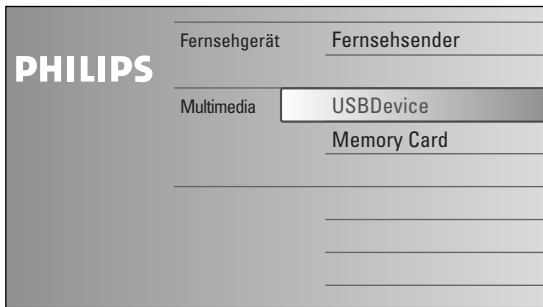 PHILIPS
Fernsehgerät Fernsehsender
Multimedia USBDevice
Memory Card